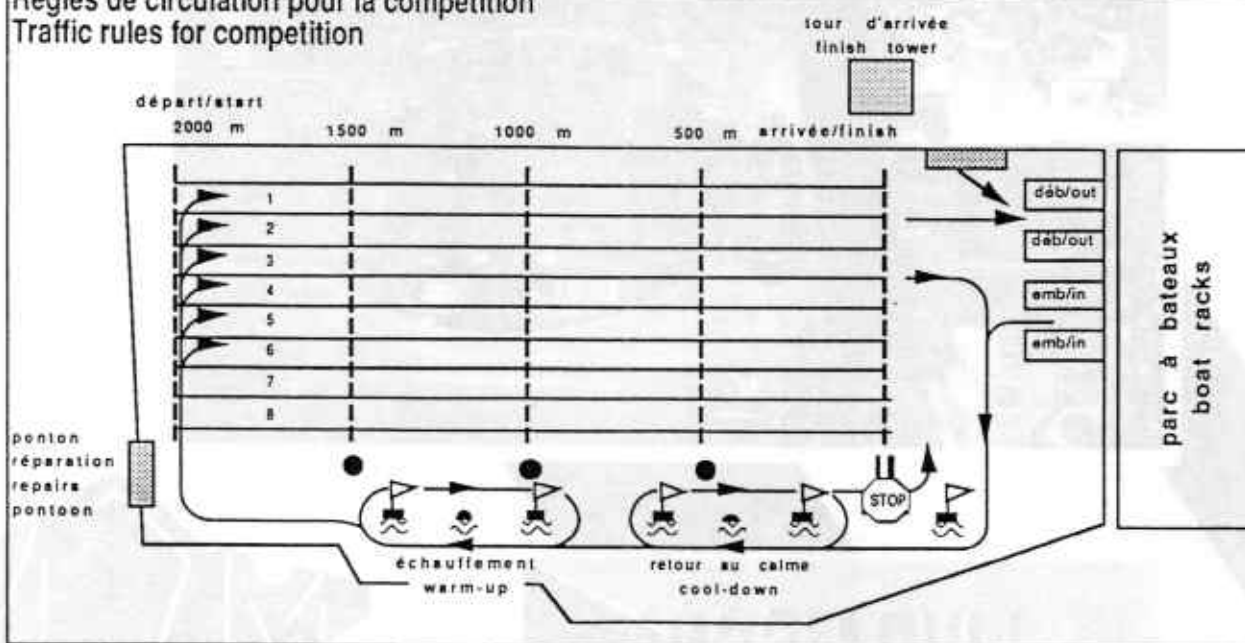 Règles de circulation pour la compétition
Traffic rules for competition
tour d'arrivée
finish tower
départ/start
2000 m
1500 m
1000 m
500 m
arrivée/finish
1
2
3
4
5
6
7
8
déb/out
déb/out
emb/in
emb/in
parc à bateaux
boat racks
ponton
réparation
repairs
pontoon
STOP
échauffement
warm-up
retour au calme
cool-down